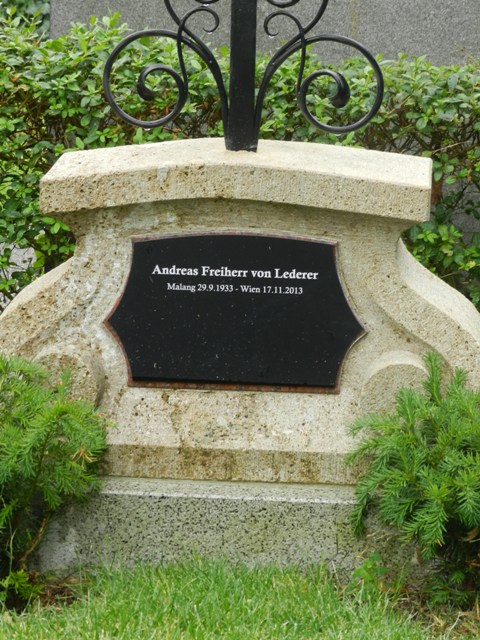 Andreas Freiherr von Lederer
Malang 29.9.1933 - Wien 17.11.2013